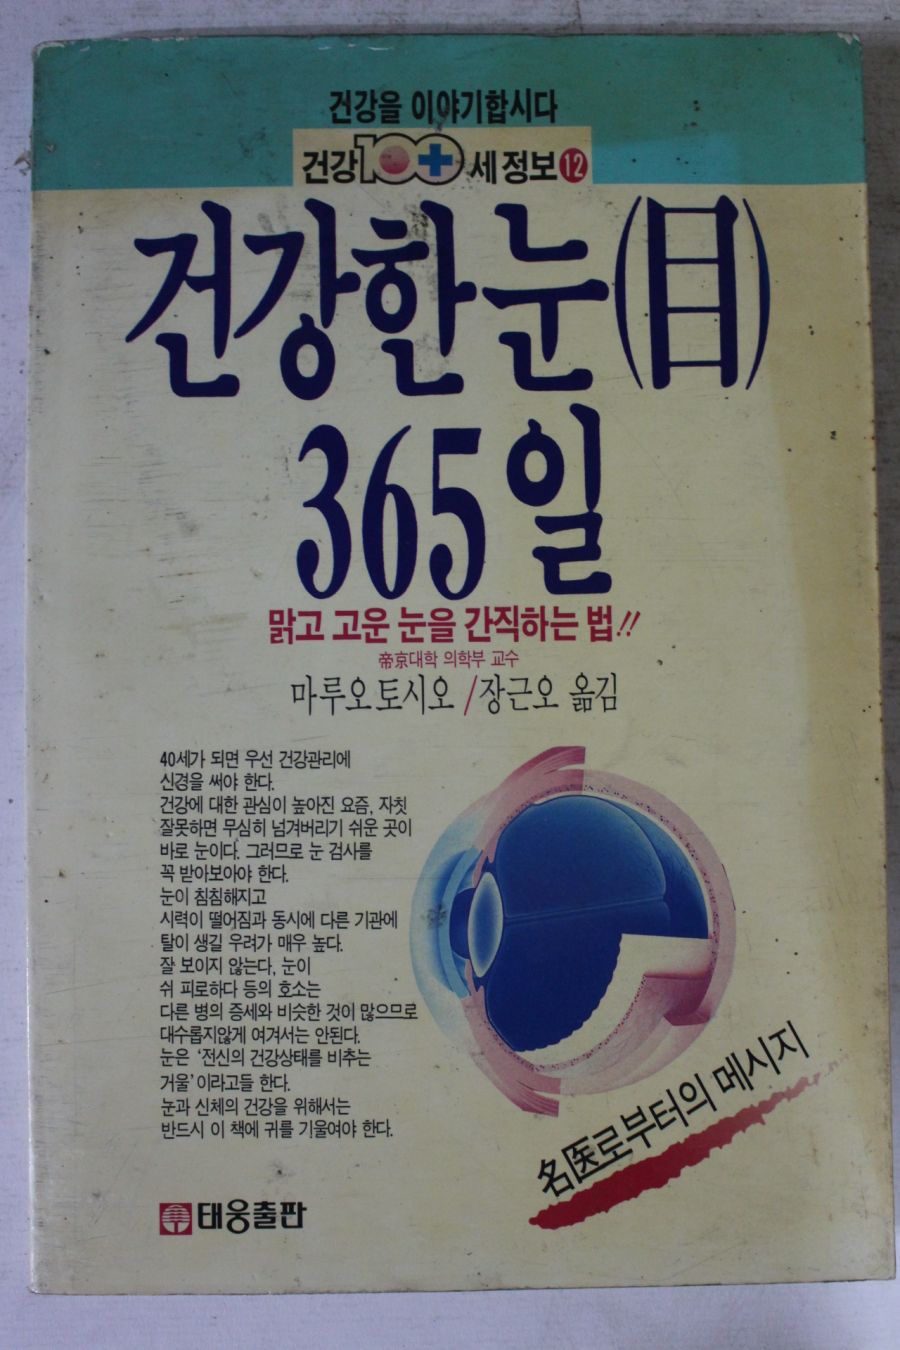 건강을 이야기합시다
건강100+세정보12
건강한눈(目)
365일
맑고 고운 눈을 간직하는 법!!
帝京대학 의학부 교수
마루오 토시오 / 장근오 옮김
40세가 되면 우선 건강관리에
신경을 써야 한다.
건강에 대한 관심이 높아진 요즘, 자칫
잘못하면 무심히 넘겨버리기 쉬운 곳이
바로 눈이다. 그러므로 눈 검사를
꼭 받아보아야 한다.
눈이 침침해지고
시력이 떨어짐과 동시에 다른 기관에
탈이 생길 우려가 매우 높다.
잘 보이지 않는다, 눈이
쉬 피로하다 등의 호소는
다른 병의 증세와 비슷한 것이 많으므로
대수롭지않게 여겨서는 안된다.
눈은 '전신의 건강상태를 비추는
거울'이라고들 한다.
눈과 신체의 건강을 위해서는
반드시 이 책에 귀를 기울여야 한다.
名医로부터의 메시지
태웅출판